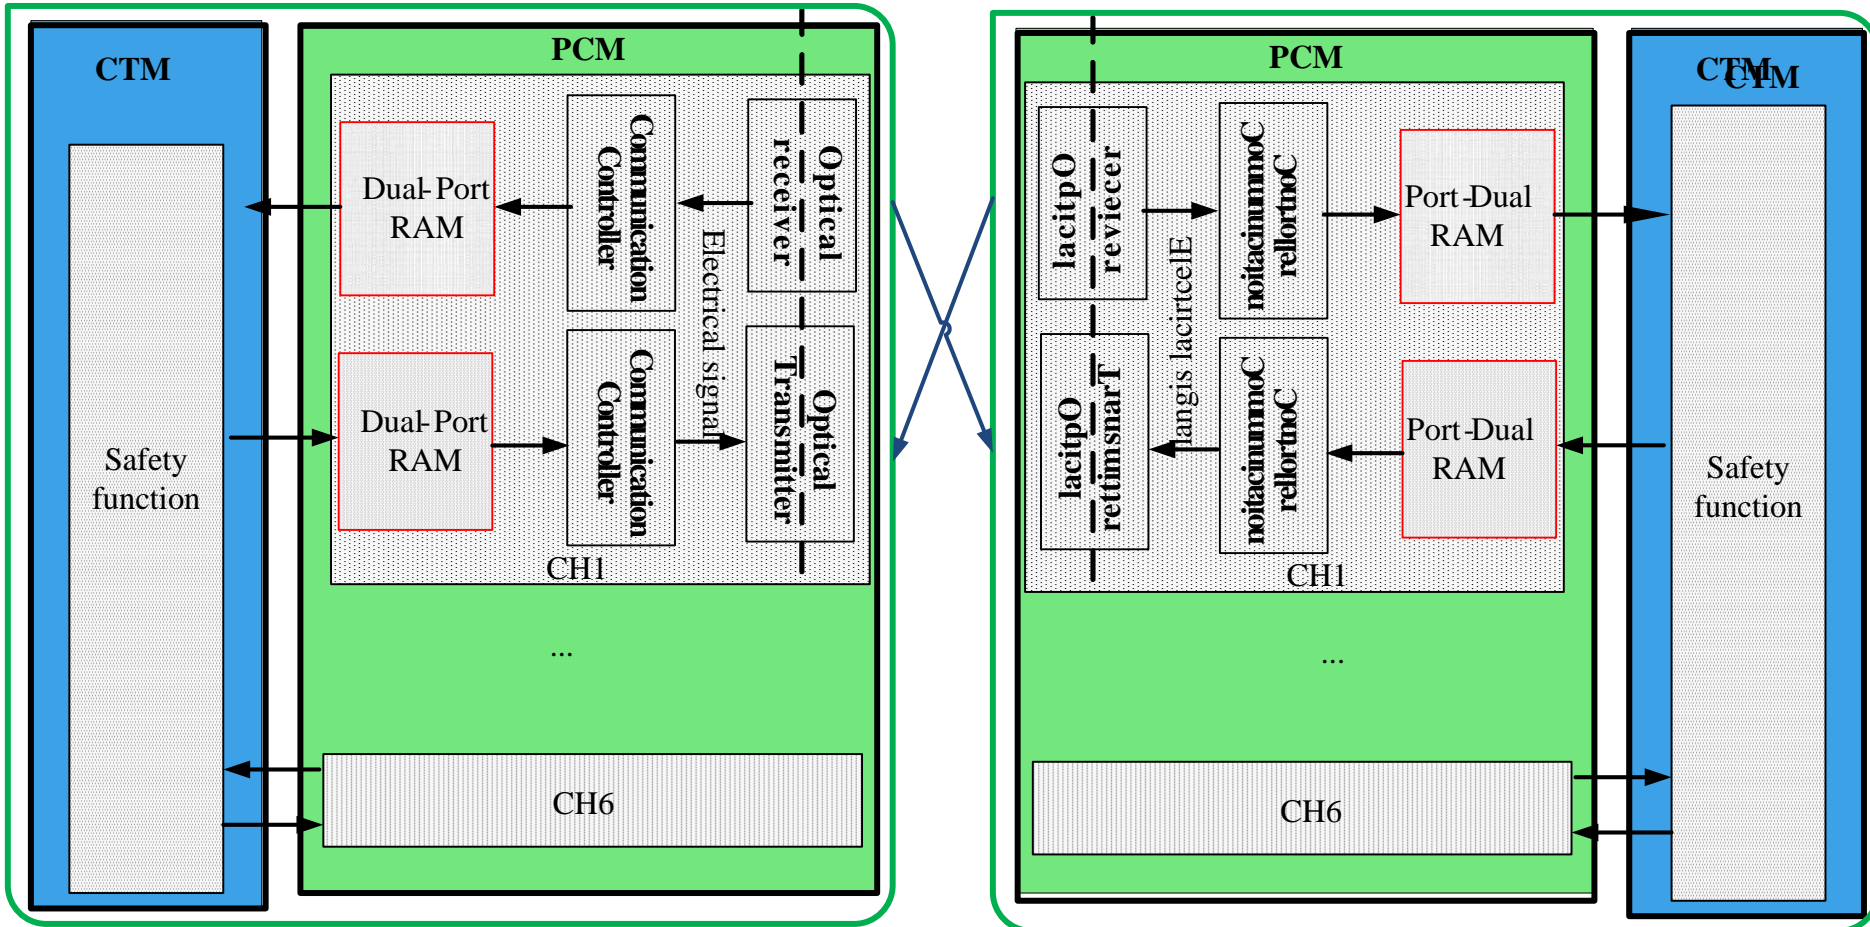 CTM
PCM
Dual-Port
RAM
Communication
Controller
Optical
receiver
Electrical signal
Dual-Port
RAM
Communication
Controller
Optical
Transmitter
CH1
Safety
function
...
CH6
PCM
CTM
CTM
lacitpO
revieecer
noitacinummoC
rellortnoC
Port-Dual
RAM
langis lacirtcelE
lacitpO
rettimsnarT
noitacinummoC
rellortnoC
Port-Dual
RAM
CH1
Safety
function
...
CH6